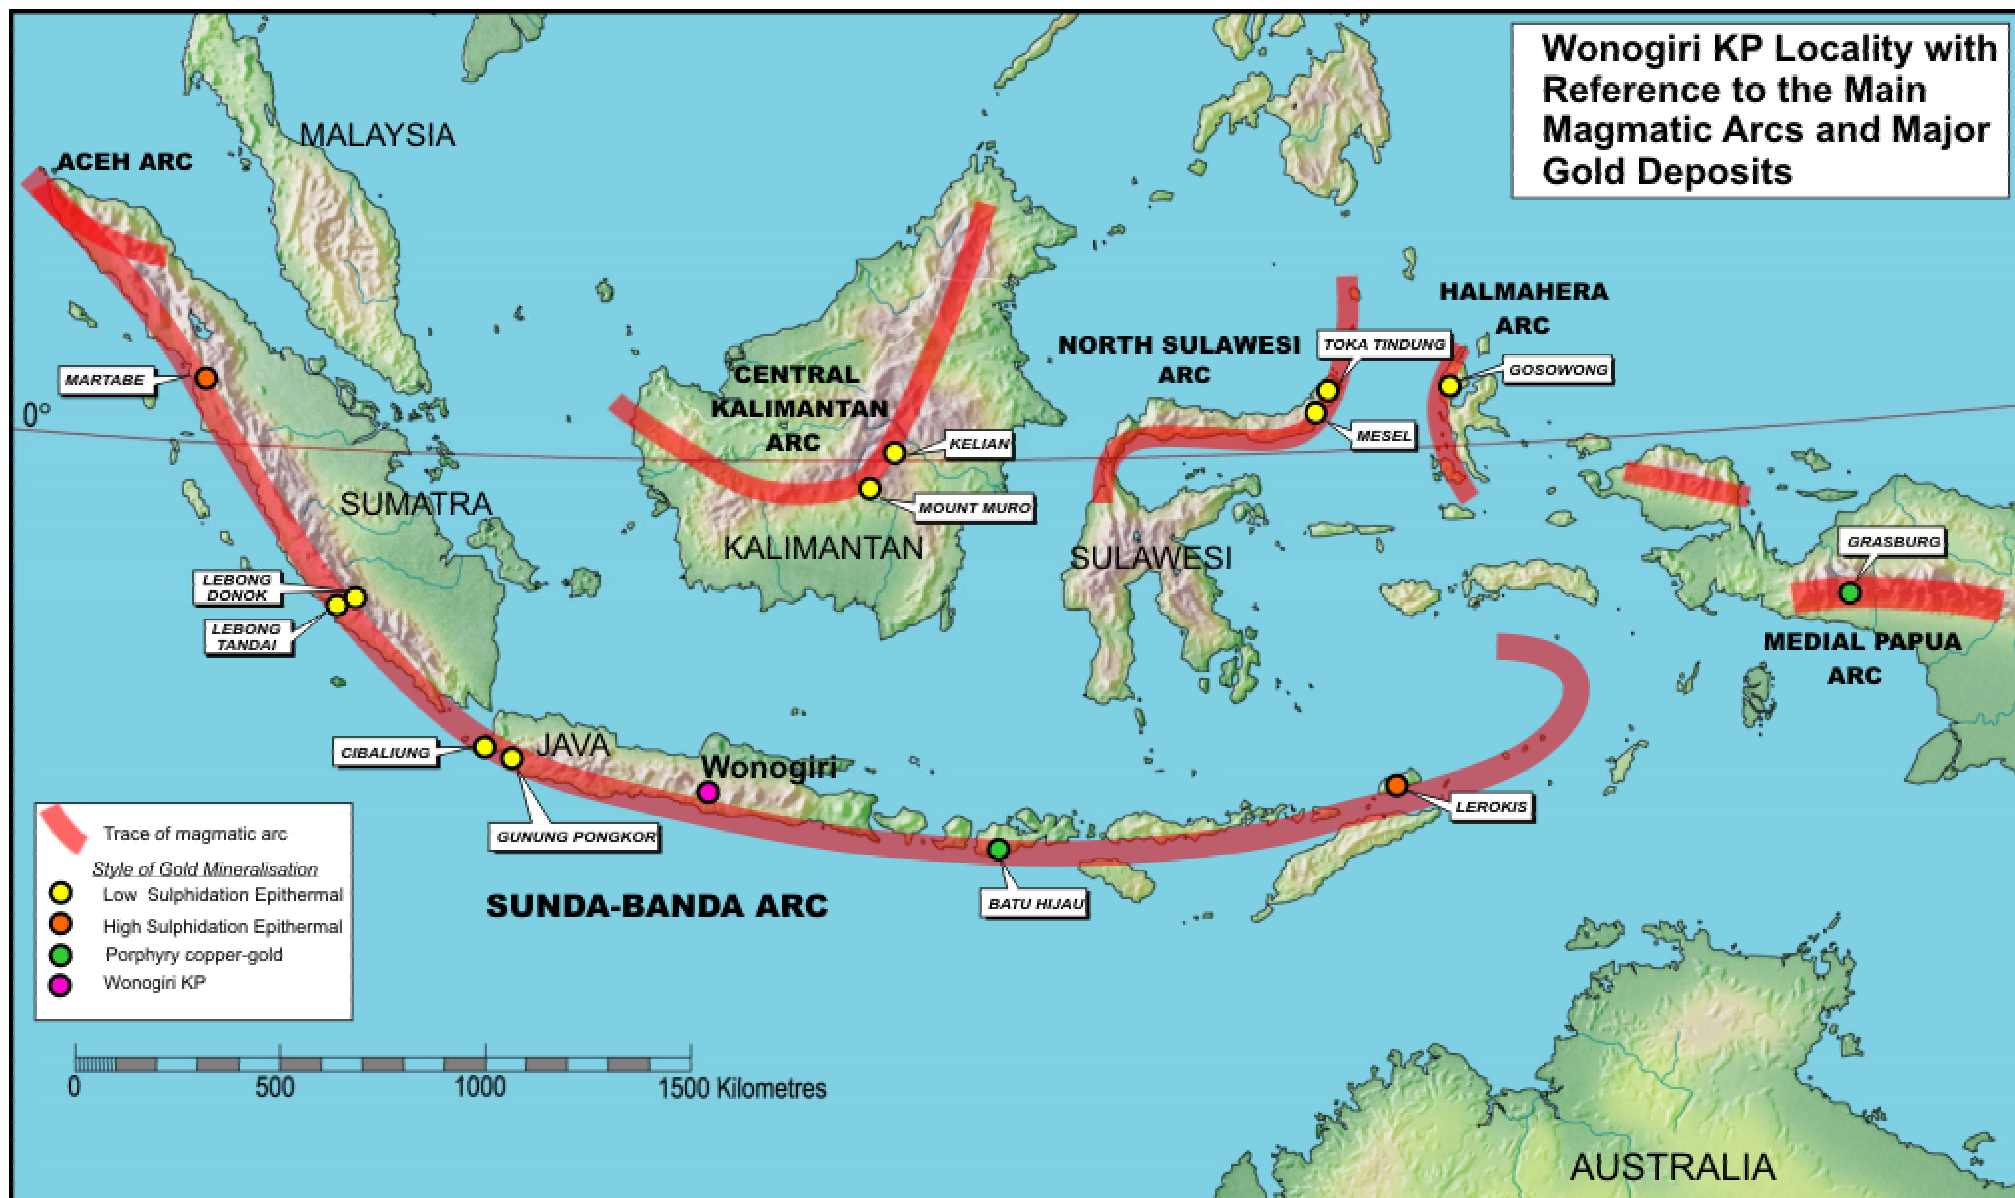 Wonogiri KP Locality with
Reference to the Main
Magmatic Arcs and Major
Gold Deposits
MALAYSIA
ACEH ARC
HALMAHERA
ARC
NORTH SULAWESI
ARC
TOKA TINDUNG
GOSOWONG
MARTABE
CENTRAL
KALIMANTAN
ARC
0°
MESEL
KELIAN
SUMATRA
MOUNT MURO
KALIMANTAN
SULAWESI
GRASBURG
LEBONG
DONOK
LEBONG
TANDAI
MEDIAL PAPUA
ARC
CIBALIUNG
JAVA
Wonogiri
LEROKIS
GUNUNG PONGKOR
BATU HIJAU
SUNDA-BANDA ARC
Trace of magmatic arc
Style of Gold Mineralisation
Low Sulphidation Epithermal
High Sulphidation Epithermal
Porphyry copper-gold
Wonogiri KP
0 500 1000 1500 Kilometres
AUSTRALIA